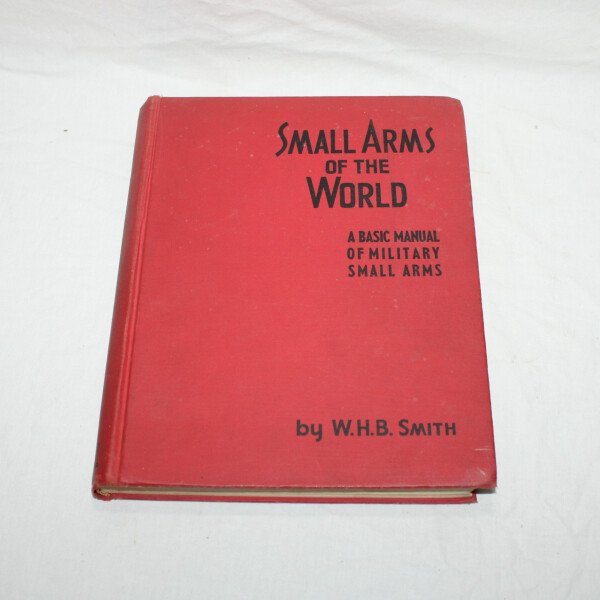 SMALL ARMS
OF THE
WORLD
A BASIC MANUAL
OF MILITARY
SMALL ARMS
by W.H.B. SMITH